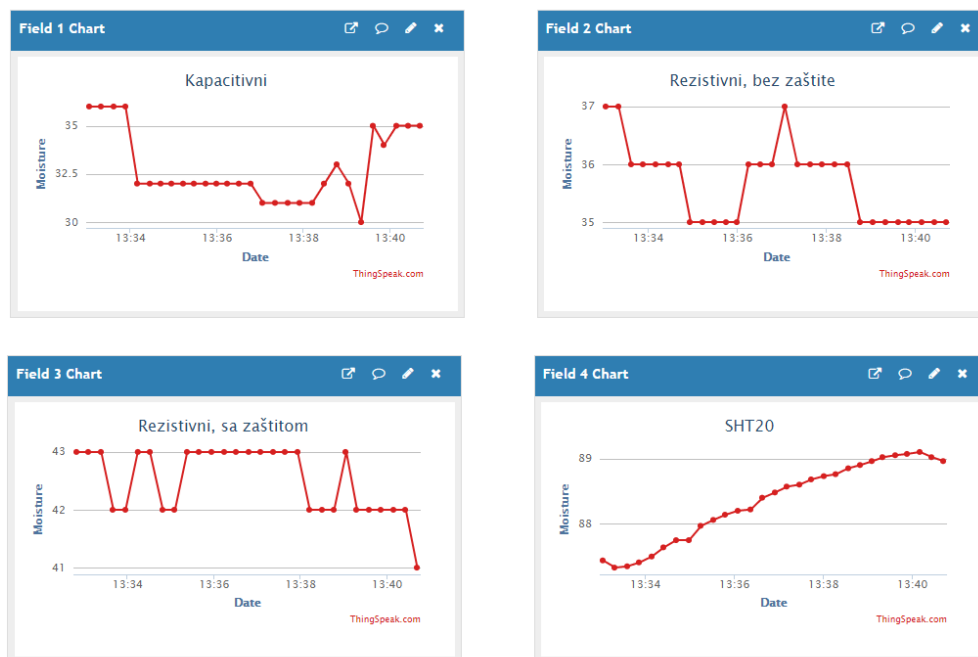 Field 1 Chart
Kapacitivni
Moisture
35
32.5
30
13:34 13:36 13:38 13:40
Date
ThingSpeak.com
Field 2 Chart
Rezistivni, bez zaštite
Moisture
37
36
35
13:34 13:36 13:38 13:40
Date
ThingSpeak.com
Field 3 Chart
Rezistivni, sa zaštitom
Moisture
43
42
41
13:34 13:36 13:38 13:40
Date
ThingSpeak.com
Field 4 Chart
SHT20
Moisture
89
88
13:34 13:36 13:38 13:40
Date
ThingSpeak.com